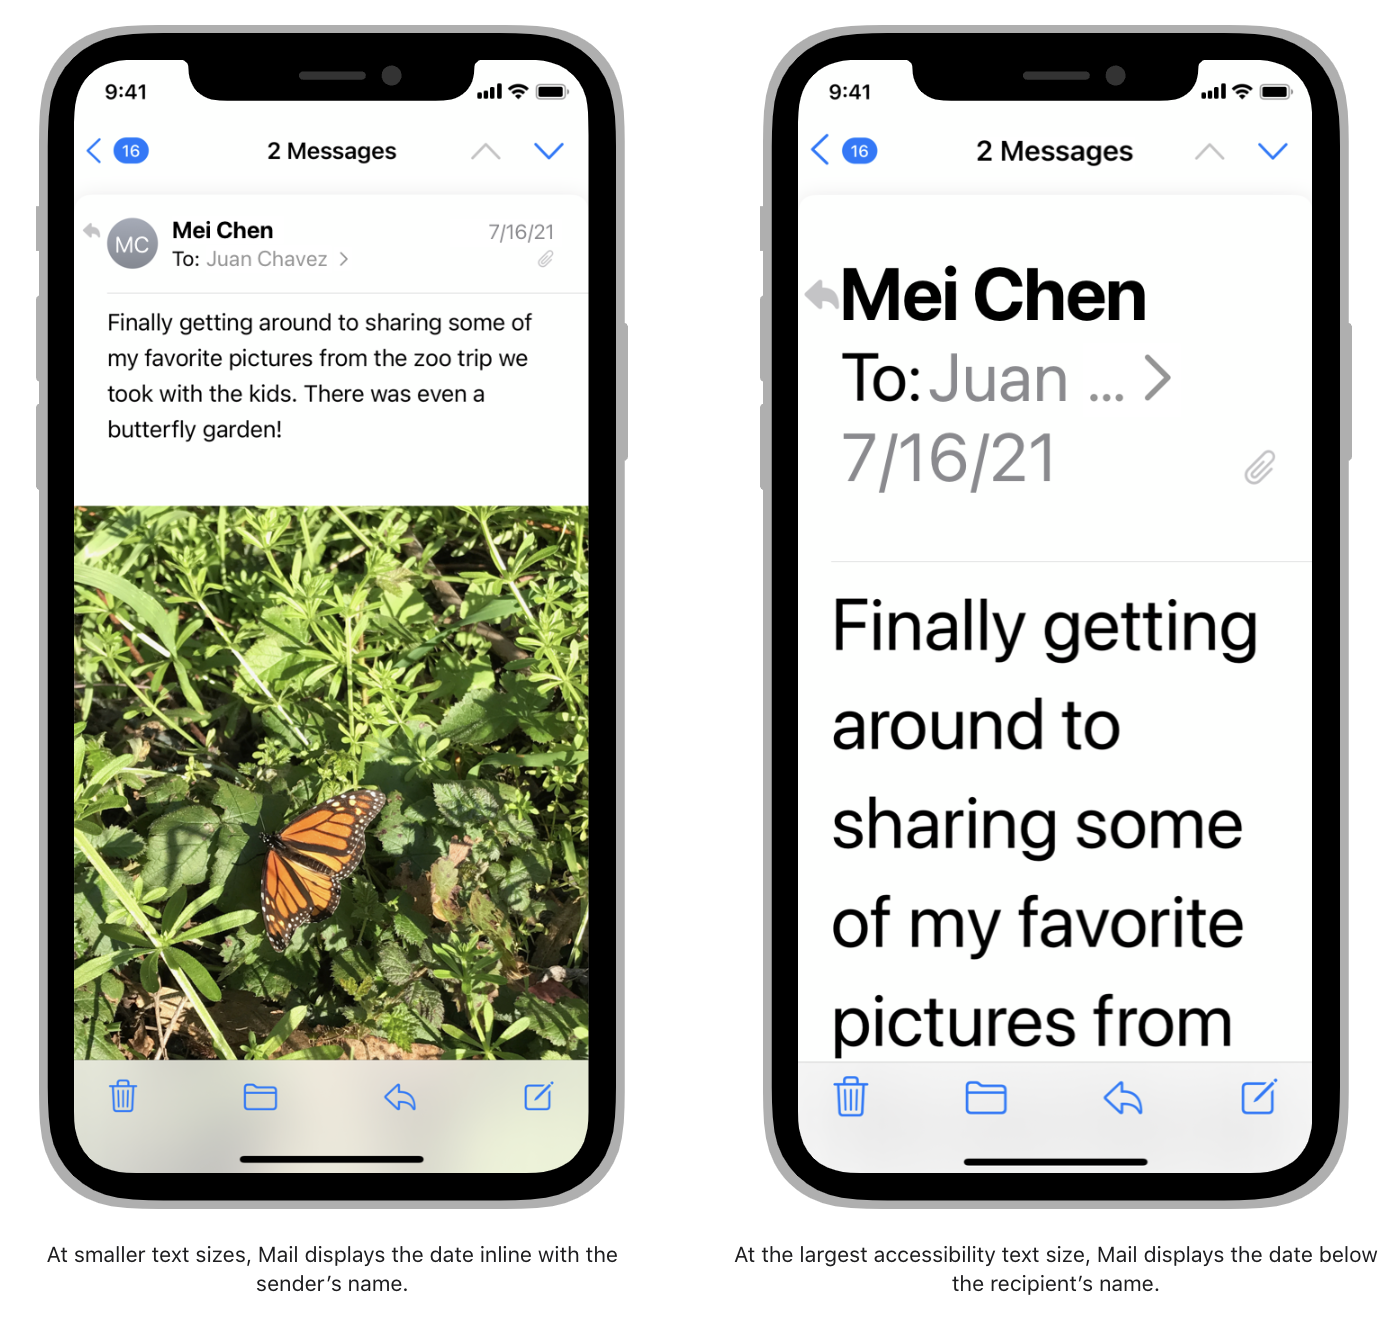 9:41
16
2 Messages
MC
Mei Chen
7/16/21
To: Juan Chavez
Finally getting around to sharing some of
my favorite pictures from the zoo trip we
took with the kids. There was even a
butterfly garden!
At smaller text sizes, Mail displays the date inline with the
sender’s name.
9:41
16
2 Messages
Mei Chen
To: Juan ...
7/16/21
Finally getting
around to
sharing some
of my favorite
pictures from
At the largest accessibility text size, Mail displays the date below
the recipient’s name.